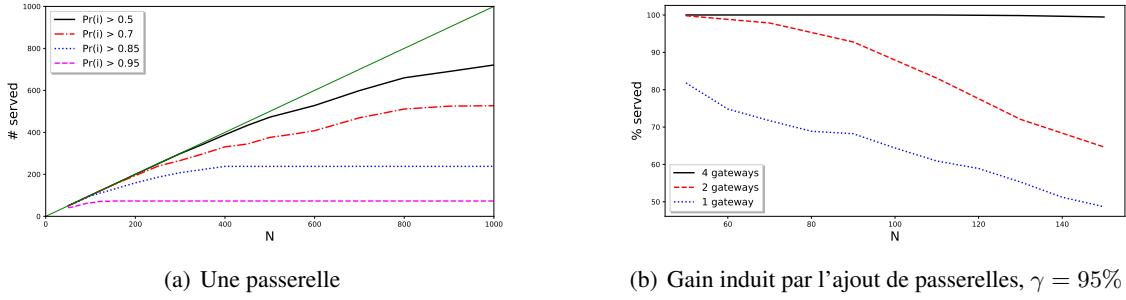 Pr(i) > 0.5
Pr(i) > 0.7
Pr(i) > 0.85
Pr(i) > 0.95
# served
1000
800
600
400
200
0
0 200 400 600 800 1000
N
(a) Une passerelle
% served
100
90
80
70
60
50
4 gateways
2 gateways
1 gateway
60 80 100 120 140
N
(b) Gain induit par l'ajout de passerelles, γ = 95%